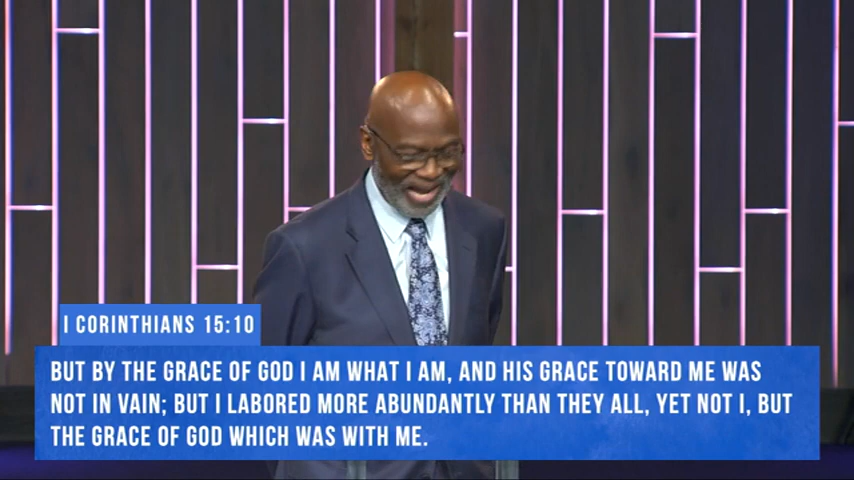 I CORINTHIANS 15:10
BUT BY THE GRACE OF GOD I AM WHAT I AM, AND HIS GRACE TOWARD ME WAS
NOT IN VAIN; BUT I LABORED MORE ABUNDANTLY THAN THEY ALL, YET NOT I, BUT
THE GRACE OF GOD WHICH WAS WITH ME.